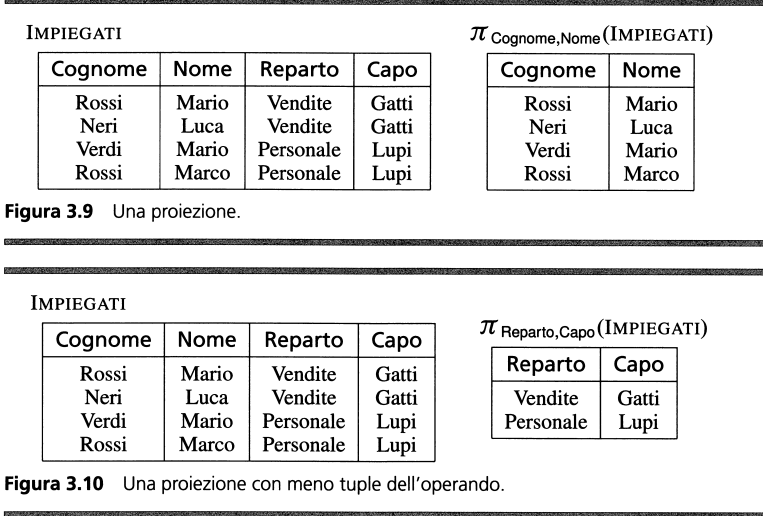 IMPIEGATI
Cognome Nome Reparto Capo
Rossi Mario Vendite Gatti
Neri Luca Vendite Gatti
Verdi Mario Personale Lupi
Rossi Marco Personale Lupi
π Cognome,Nome(IMPIEGATI)
Cognome Nome
Rossi Mario
Neri Luca
Verdi Mario
Rossi Marco
Figura 3.9 Una proiezione.
IMPIEGATI
Cognome Nome Reparto Capo
Rossi Mario Vendite Gatti
Neri Luca Vendite Gatti
Verdi Mario Personale Lupi
Rossi Marco Personale Lupi
π Reparto,Capo(IMPIEGATI)
Reparto Capo
Vendite Gatti
Personale Lupi
Figura 3.10 Una proiezione con meno tuple dell'operando.